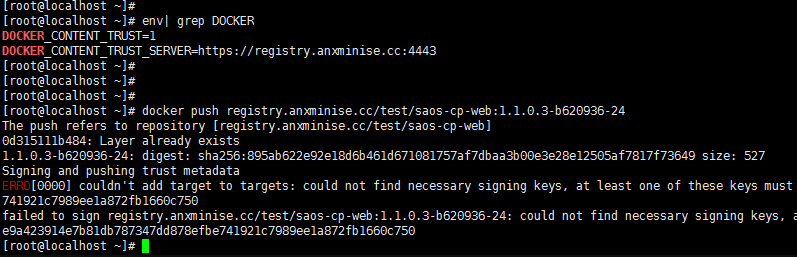 [root@localhost ~]#
[root@localhost ~]# env| grep DOCKER
DOCKER_CONTENT_TRUST=1
DOCKER_CONTENT_TRUST_SERVER=https://registry.anxminise.cc:4443
[root@localhost ~]#
[root@localhost ~]#
[root@localhost ~]#
[root@localhost ~]# docker push registry.anxminise.cc/test/saos-cp-web:1.1.0.3-b620936-24
The push refers to repository [registry.anxminise.cc/test/saos-cp-web]
0d315111b484: Layer already exists
1.1.0.3-b620936-24: digest: sha256:895ab622e92e18d6b461d671081757af7dbaa3b00e3e28e12505af7817f73649 size: 527
Signing and pushing trust metadata
ERRO[0000] couldn't add target to targets: could not find necessary signing keys, at least one of these keys must
741921c7989ee1a872fb1660c750
failed to sign registry.anxminise.cc/test/saos-cp-web:1.1.0.3-b620936-24: could not find necessary signing keys, a
e9a423914e7b81db787347dd878efbe741921c7989ee1a872fb1660c750
[root@localhost ~]#